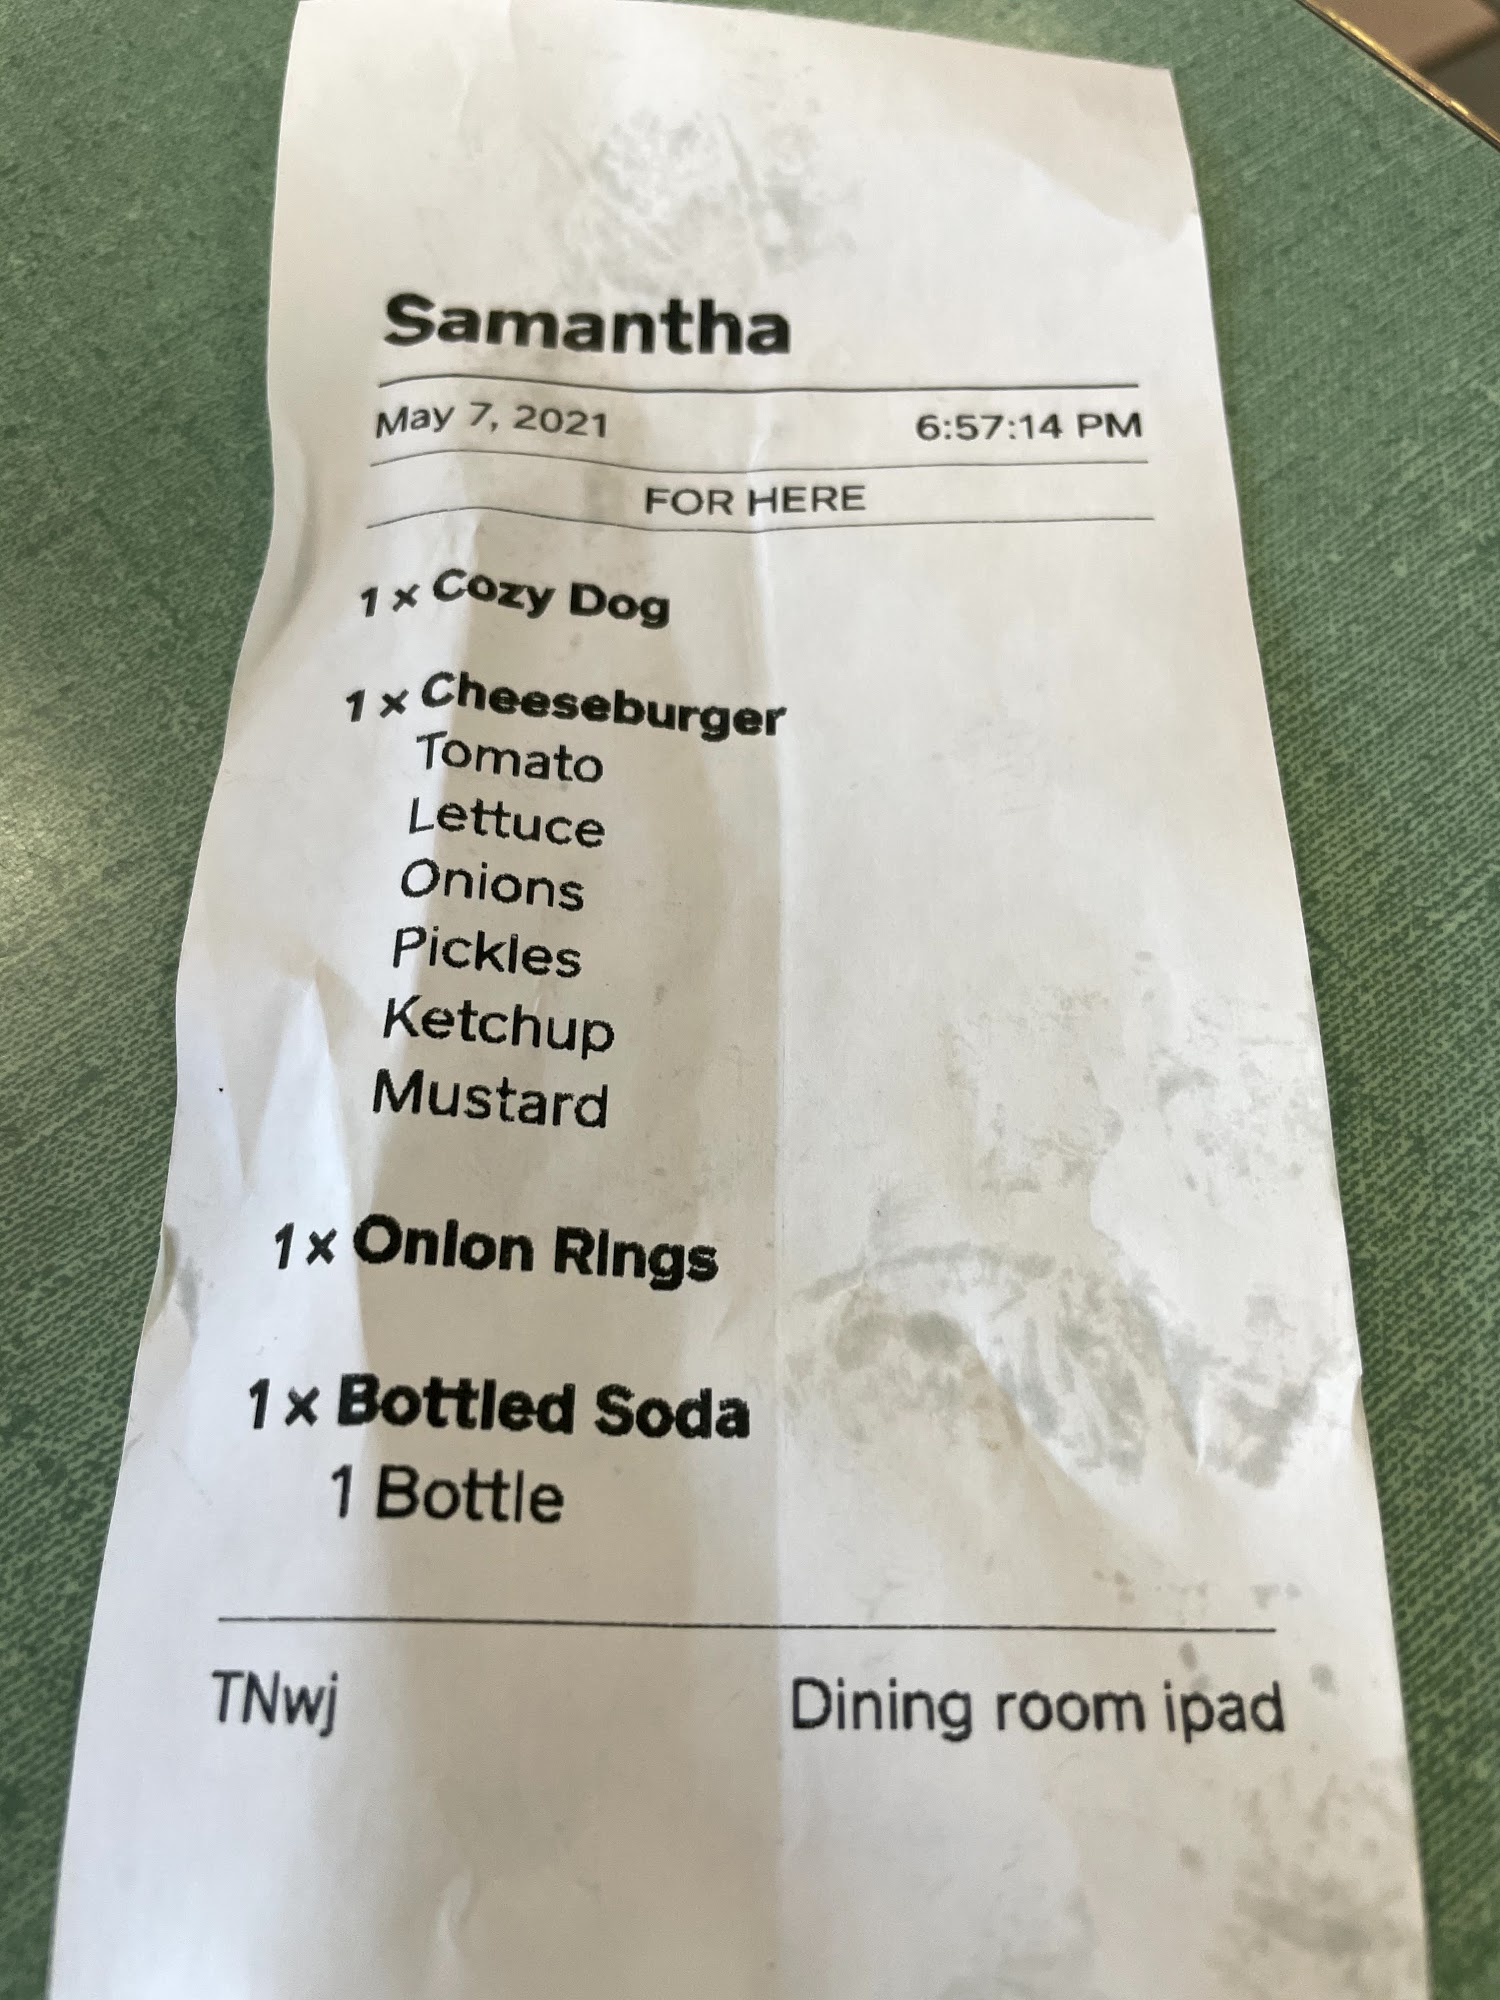 Samantha
May 7, 2021 6:57:14 PM
FOR HERE
1 x Cozy Dog
1 x Cheeseburger
Tomato
Lettuce
Onions
Pickles
Ketchup
Mustard
1 x Onion Rings
1 x Bottled Soda
1 Bottle
TNwj Dining room ipad